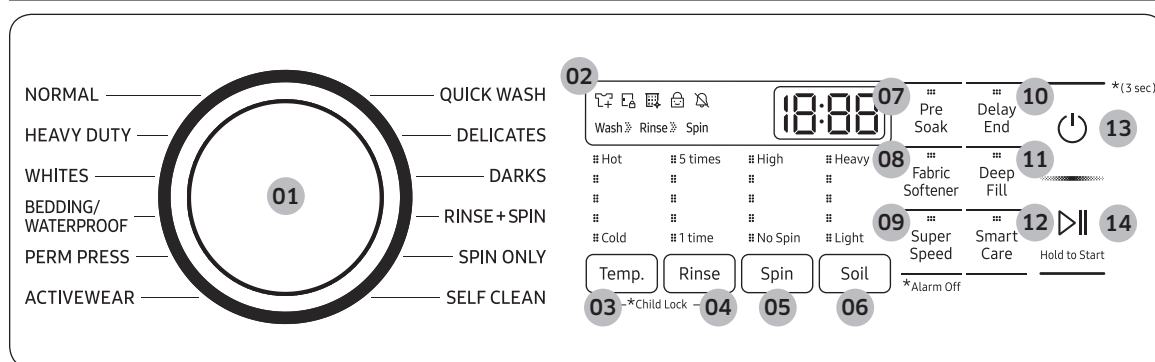 NORMAL
HEAVY DUTY
WHITES
BEDDING/
WATERPROOF
PERM PRESS
ACTIVEWEAR
01
QUICK WASH
DELICATES
DARKS
RINSE+SPIN
SPIN ONLY
SELF CLEAN
02
Wash Rinse Spin
18:88
Hot 5 times High Heavy
Cold 1 time No Spin Light
Temp. Rinse Spin Soil
03 *Child Lock 04 05 06
07 Pre
Soak
Delay
End 10
08 Fabric
Softener
Deep
Fill 11
09 Super
Speed
Smart
Care 12
*Alarm Off
*(3 sec)
13
14
Hold to Start